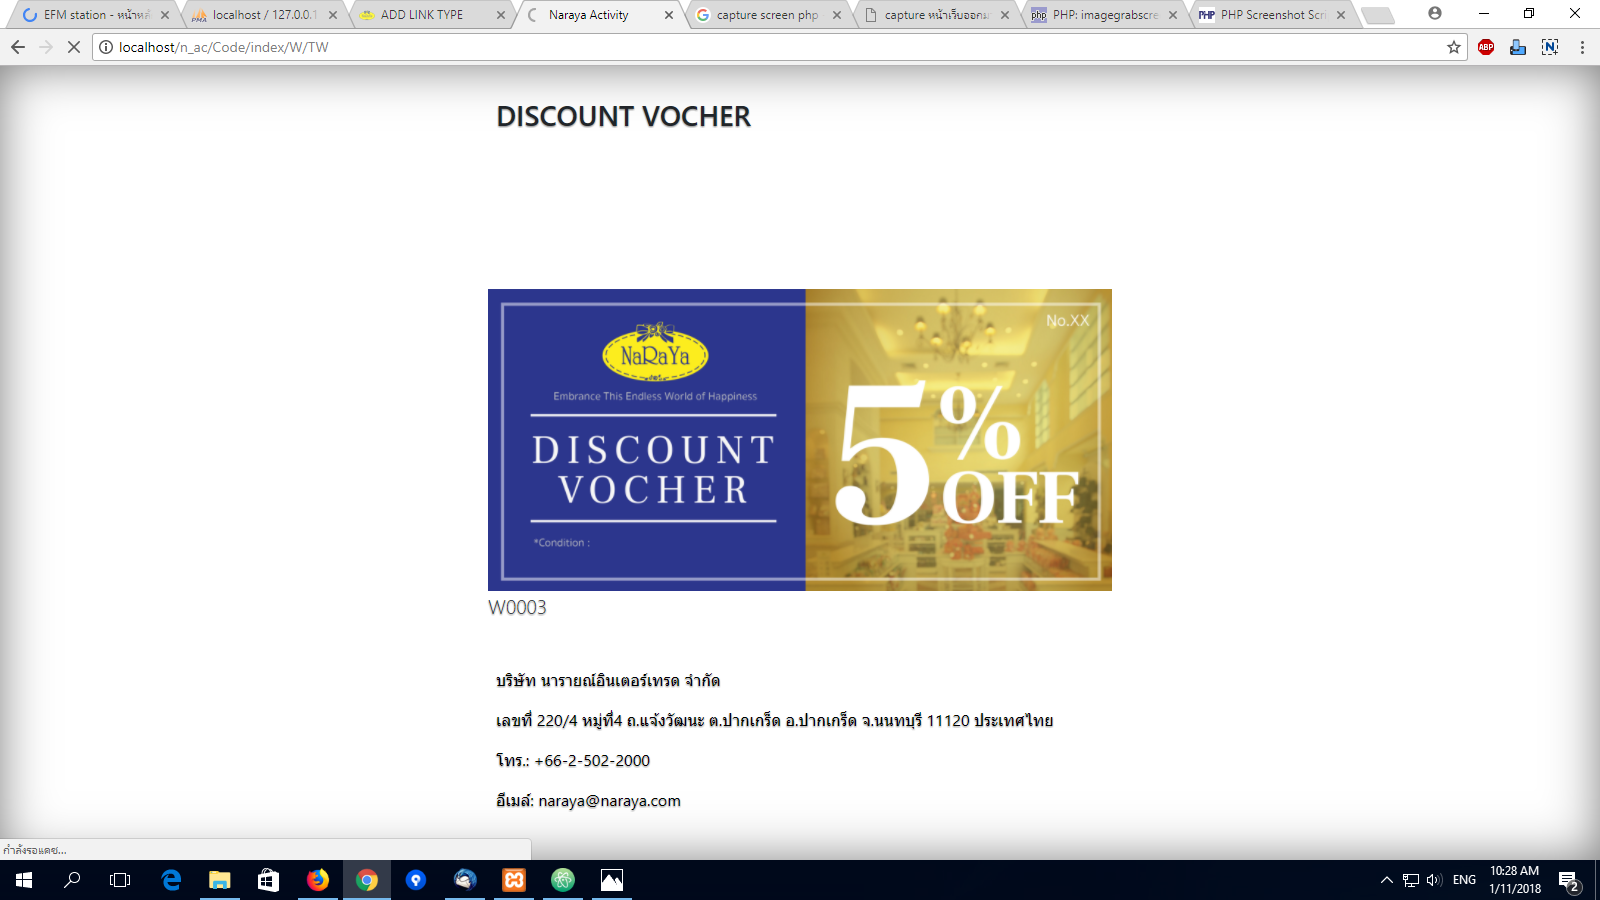 EFM station - หน้าหลั
localhost / 127.0.0.1
ADD LINK TYPE
Naraya Activity
capture screen php
capture หน้าเว็บออกมา
PHP: imagegrabscre
PHP Screenshot Scri
localhost/n_ac/Code/index/W/TW
DISCOUNT VOCHER
No.XX
NaRaYa
Embrance This Endless World of Happiness
DISCOUNT
VOCHER
*Condition :
5%
OFF
W0003
บริษัท นารายณ์อินเตอร์เทรด จำกัด
เลขที่ 220/4 หมู่ที่4 ถ.แจ้งวัฒนะ ต.ปากเกร็ด อ.ปากเกร็ด จ.นนทบุรี 11120 ประเทศไทย
โทร.: +66-2-502-2000
อีเมล์: naraya@naraya.com
กำลังรอแคช...
ENG
10:28 AM
1/11/2018
2